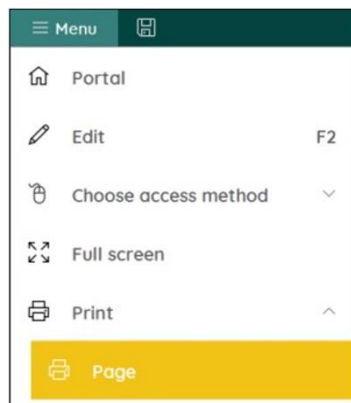 Menu
Portal
Edit F2
Choose access method
Full screen
Print
Page